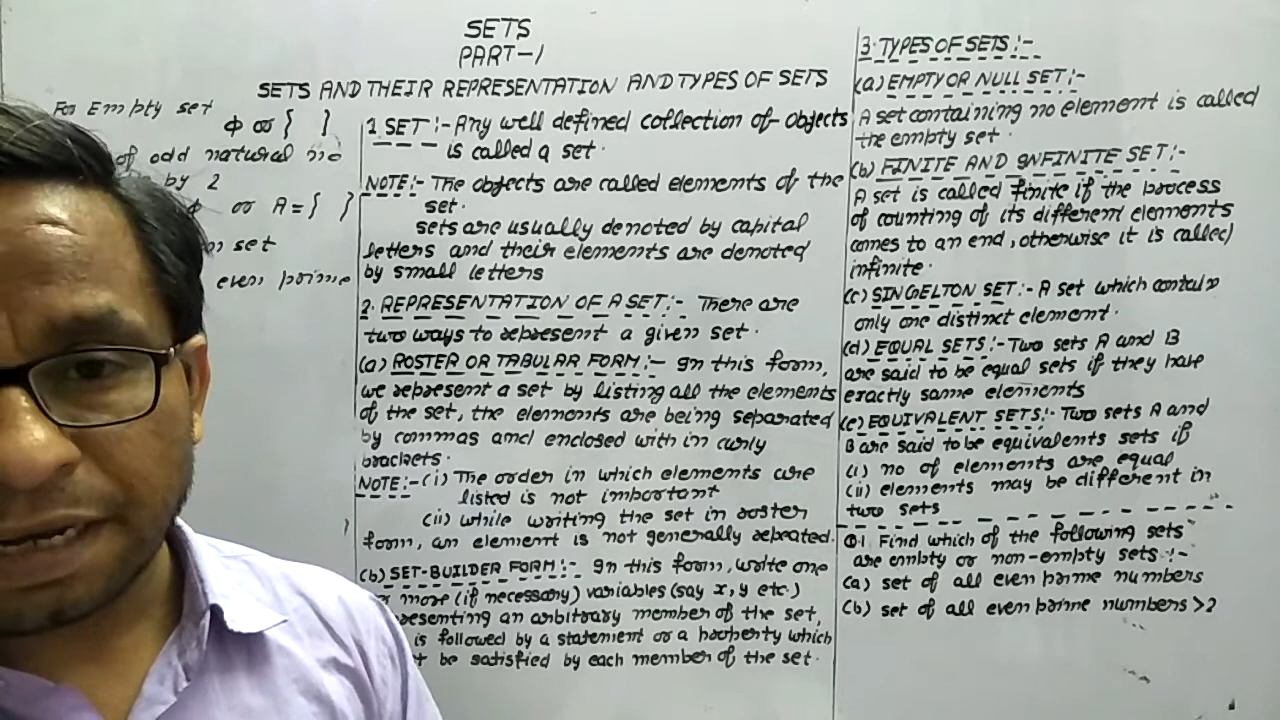 SETS
PART-1
SETS AND THEIR REPRESENTATION AND TYPES OF SETS
For Empty set
ϕ or { }
of odd natural no
by 2
ϕ or A = { }
set
even prime
1. SET :- Any well defined collection of objects
is called a set.
NOTE:- The objects are called elements of the
set.
sets are usually denoted by capital
letters and their elements are denoted
by small letters
2. REPRESENTATION OF A SET:- There are
two ways to represent a given set.
(a) ROSTER OR TABULAR FORM:- In this form,
we represent a set by listing all the elements
of the set, the elements are being separated
by commas and enclosed with in curly
brackets.
NOTE:- (i) The order in which elements are
listed is not important
(ii) while writing the set in roster
form, an element is not generally repeated.
(b) SET-BUILDER FORM:- In this form, write one
more (if necessary) variables (say x, y etc.)
an arbitrary member of the set,
is followed by a statement or a property which
be satisfied by each member of the set.
3. TYPES OF SETS:-
(a) EMPTY OR NULL SET:-
A set containing no element is called
the empty set.
(b) FINITE AND INFINITE SET:-
A set is called finite if the process
of counting of its different elements
comes to an end, otherwise it is called
infinite.
(c) SINGELTON SET:- A set which contain
only one distinct element.
(d) EQUAL SETS:- Two sets A and B
are said to be equal sets if they have
exactly same elements
(e) EQUIVALENT SETS:- Two sets A and
B are said to be equivalents sets if
(i) no of elements are equal
(ii) elements may be different in
two sets
Q.1. Find which of the following sets
are empty or non-empty sets:-
(a) set of all even prime numbers
(b) set of all even prime numbers >2